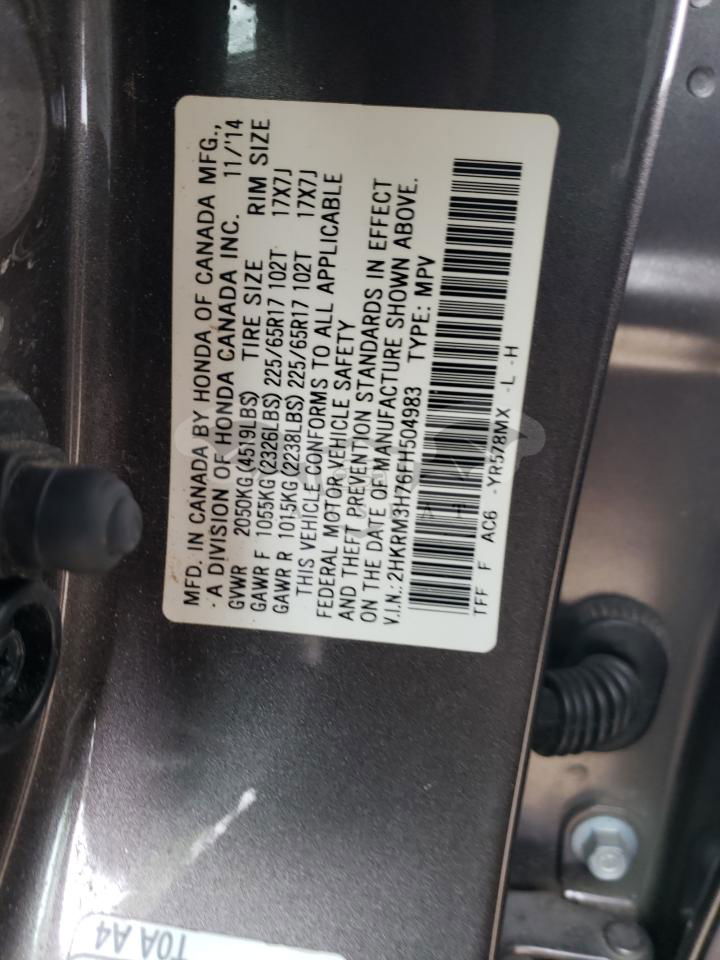 MFD. IN CANADA BY HONDA OF CANADA MFG.,
· A DIVISION OF HONDA CANADA INC. 11/'14
GVWR 2050KG(4519LBS) TIRE SIZE RIM SIZE
GAWR F 1055KG(2326LBS) 225/65R17 102T 17X7J
GAWR R 1015KG(2238LBS) 225/65R17 102T 17X7J
THIS VEHICLE CONFORMS TO ALL APPLICABLE
FEDERAL MOTOR VEHICLE SAFETY
AND THEFT PREVENTION STANDARDS IN EFFECT
ON THE DATE OF MANUFACTURE SHOWN ABOVE.
V.I.N.: 2HKRM3H76FH504983 TYPE: MPV
TFF F AC6 -YR578MX -L -H
T0A A4